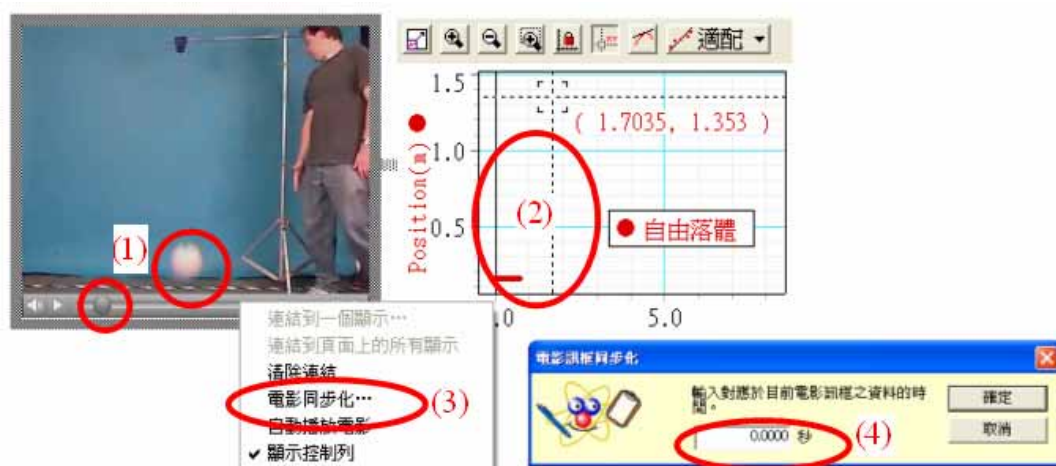 適配
1.5
( 1.7035, 1.353 )
Position(m)
1.0
(2)
0.5
自由落體
(1)
.0
5.0
連結到一個顯示…
連結到頁面上的所有顯示
清除連結
電影同步化…
(3)
自動播放電影
顯示控制列
電影訊框同步化
輸入對應於目前電影訊框之資料的時
間。
0.0000 秒
(4)
確定
取消